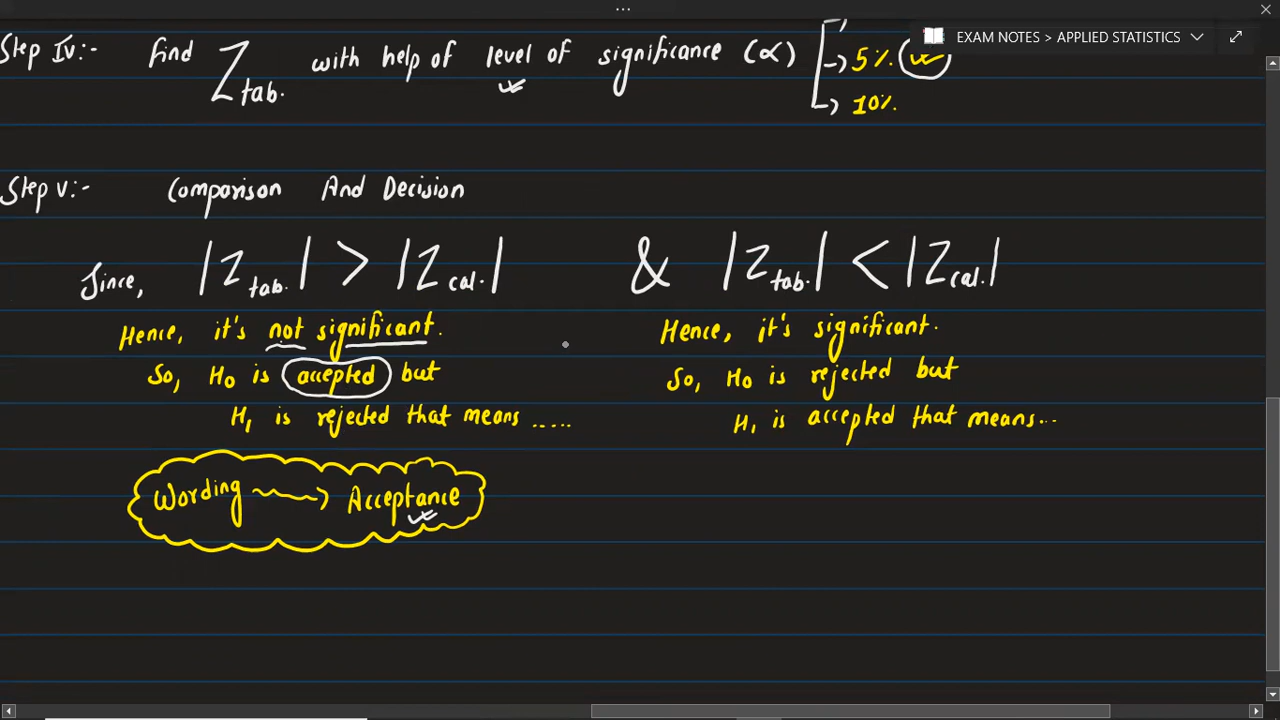 EXAM NOTES > APPLIED STATISTICS
Step IV:- find Z tab. with help of level of significance (α) → 5%.
→ 10%.
Step V:- Comparison And Decision
Since, |Z tab.| > |Z cal.| & |Z tab.| < |Z cal.|
Hence, it's not significant.
So, H0 is accepted but
H1 is rejected that means .....
Hence, it's significant.
So, H0 is rejected but
H1 is accepted that means...
Wording → Acceptance